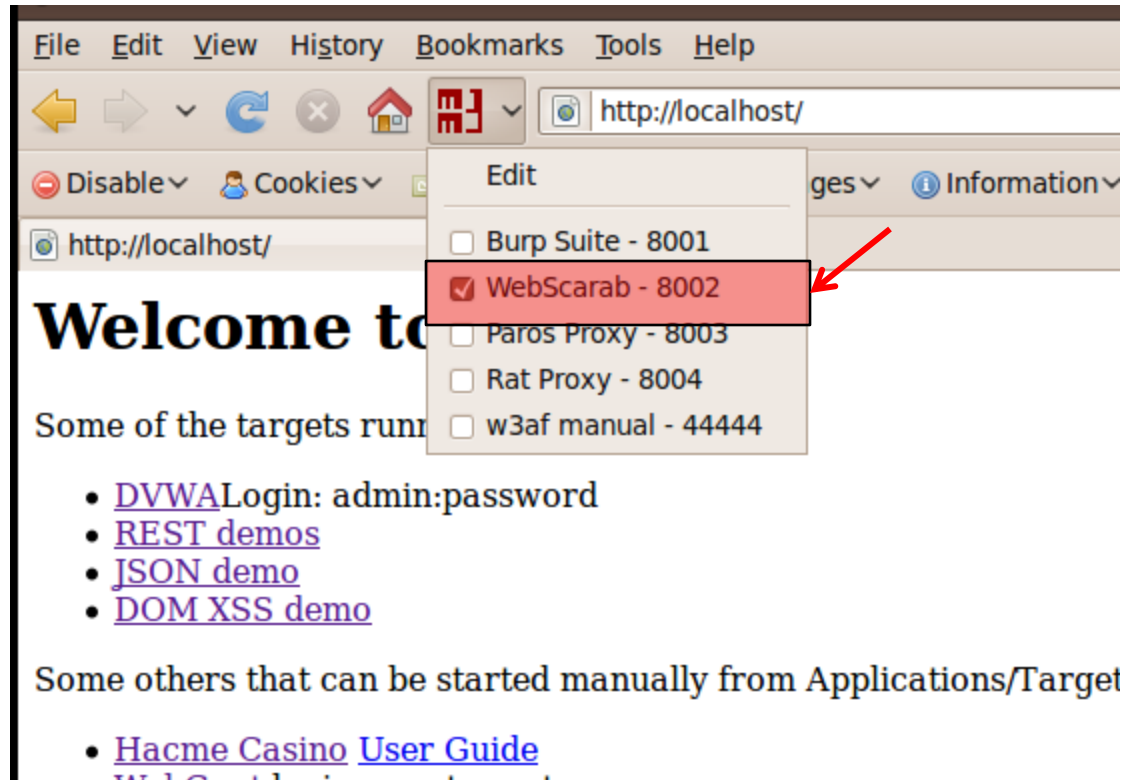 File Edit View History Bookmarks Tools Help
http://localhost/
Disable Cookies ges Information
Edit
http://localhost/
Burp Suite - 8001
WebScarab - 8002
Paros Proxy - 8003
Rat Proxy - 8004
w3af manual - 44444
Welcome to
Some of the targets runn
• DVWALogin: admin:password
• REST demos
• JSON demo
• DOM XSS demo
Some others that can be started manually from Applications/Target
• Hacme Casino User Guide